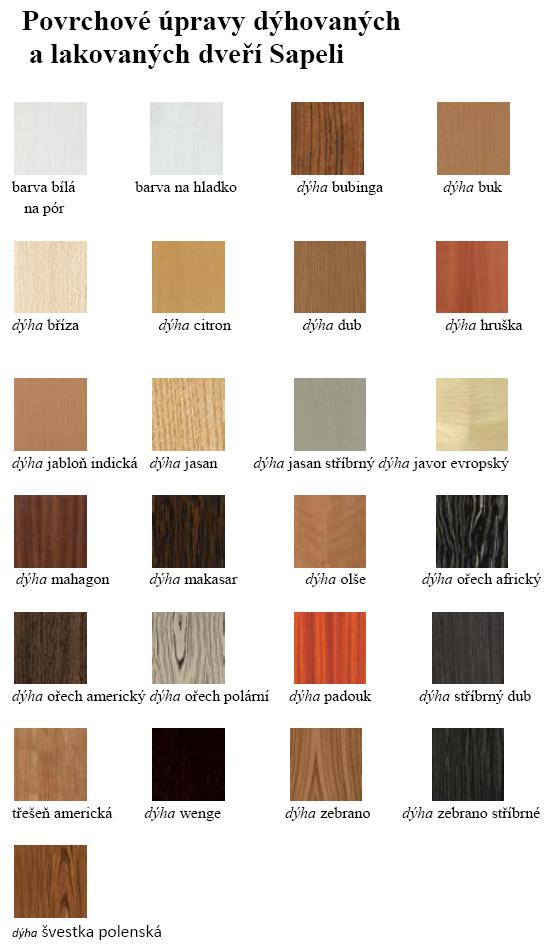 Povrchové úpravy dýhovaných
a lakovaných dveří Sapeli
barva bílá
na pór
barva na hladko
dýha bubinga
dýha buk
dýha bříza
dýha citron
dýha dub
dýha hruška
dýha jabloň indická
dýha jasan
dýha jasan stříbrný
dýha javor evropský
dýha mahagon
dýha makasar
dýha olše
dýha ořech africký
dýha ořech americký
dýha ořech polární
dýha padouk
dýha stříbrný dub
třešeň americká
dýha wenge
dýha zebrano
dýha zebrano stříbrné
dýha švestka polenská